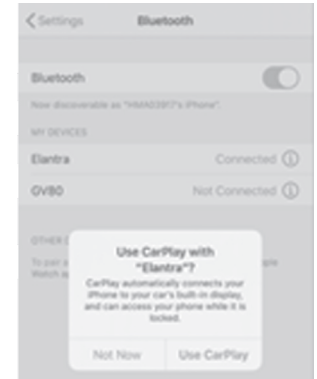 Settings Bluetooth
Bluetooth
Now discoverable as
MY DEVICES
Elantra Connected
GV80 Not Connected
OTHER
To pair
Watch
Use CarPlay with
"Elantra"?
CarPlay automatically connects your
iPhone to your car's built-in display,
and can access your phone while it is
locked.
Not Now Use CarPlay